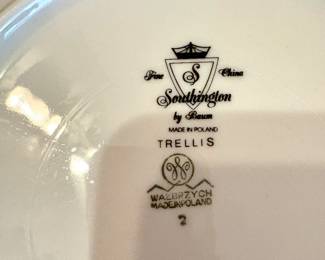 S
Fine China
Southington
by Baum
MADE IN POLAND
TRELLIS
W
WAŁBRZYCH
MADE IN POLAND
2